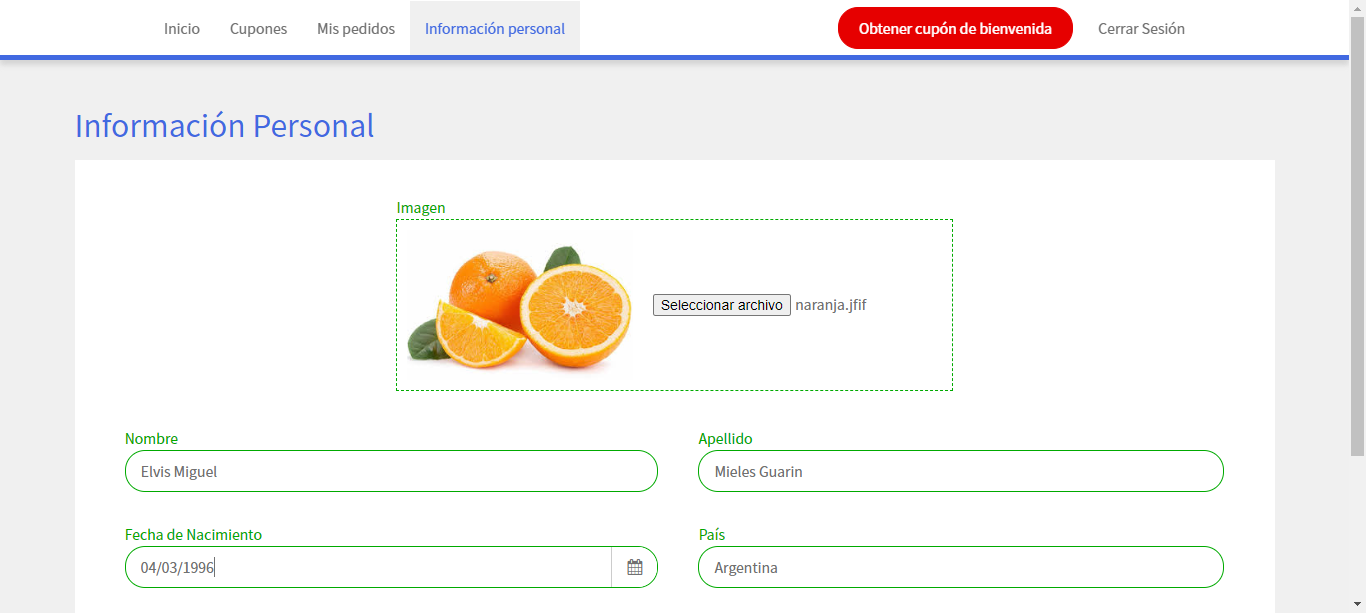 Inicio Cupones Mis pedidos Información personal Obtener cupón de bienvenida Cerrar Sesión
Información Personal
Imagen
Seleccionar archivo naranja.jfif
Nombre Apellido
Elvis Miguel Mieles Guarin
Fecha de Nacimiento País
04/03/1996 Argentina